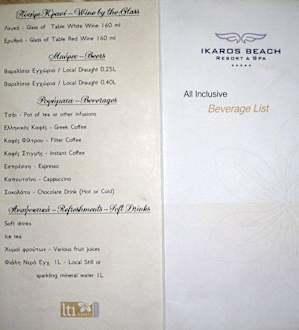 Ποτήρι Κρασί – Wine by the Glass
Λευκό - Glass of Table White Wine 160 ml
Ερυθρό - Glass of Table Red Wine 160 ml
Μπύρες – Beers
Βαρελίσια Εγχώρια / Local Draught 0,25L
Βαρελίσια Εγχώρια / Local Draught 0,40L
Ροφήματα – Beverages
Τσάι - Pot of tea or other infusions
Ελληνικός Καφές - Greek Coffee
Καφές Φίλτρου - Filter Coffee
Καφές Στιγμής - Instant Coffee
Εσπρέσσο - Espresso
Καπουτσίνο - Cappuccino
Σοκολάτα - Chocolate Drink (Hot or Cold)
Αναψυκτικά – Refreshments – Soft Drinks
Soft drinks
Ice tea
Χυμοί φρούτων - Various fruit juices
Φιάλη Νερό Εγχ. 1L - Local Still or
sparkling mineral water 1L
lti
IKAROS BEACH
RESORT & SPA
All Inclusive
Beverage List